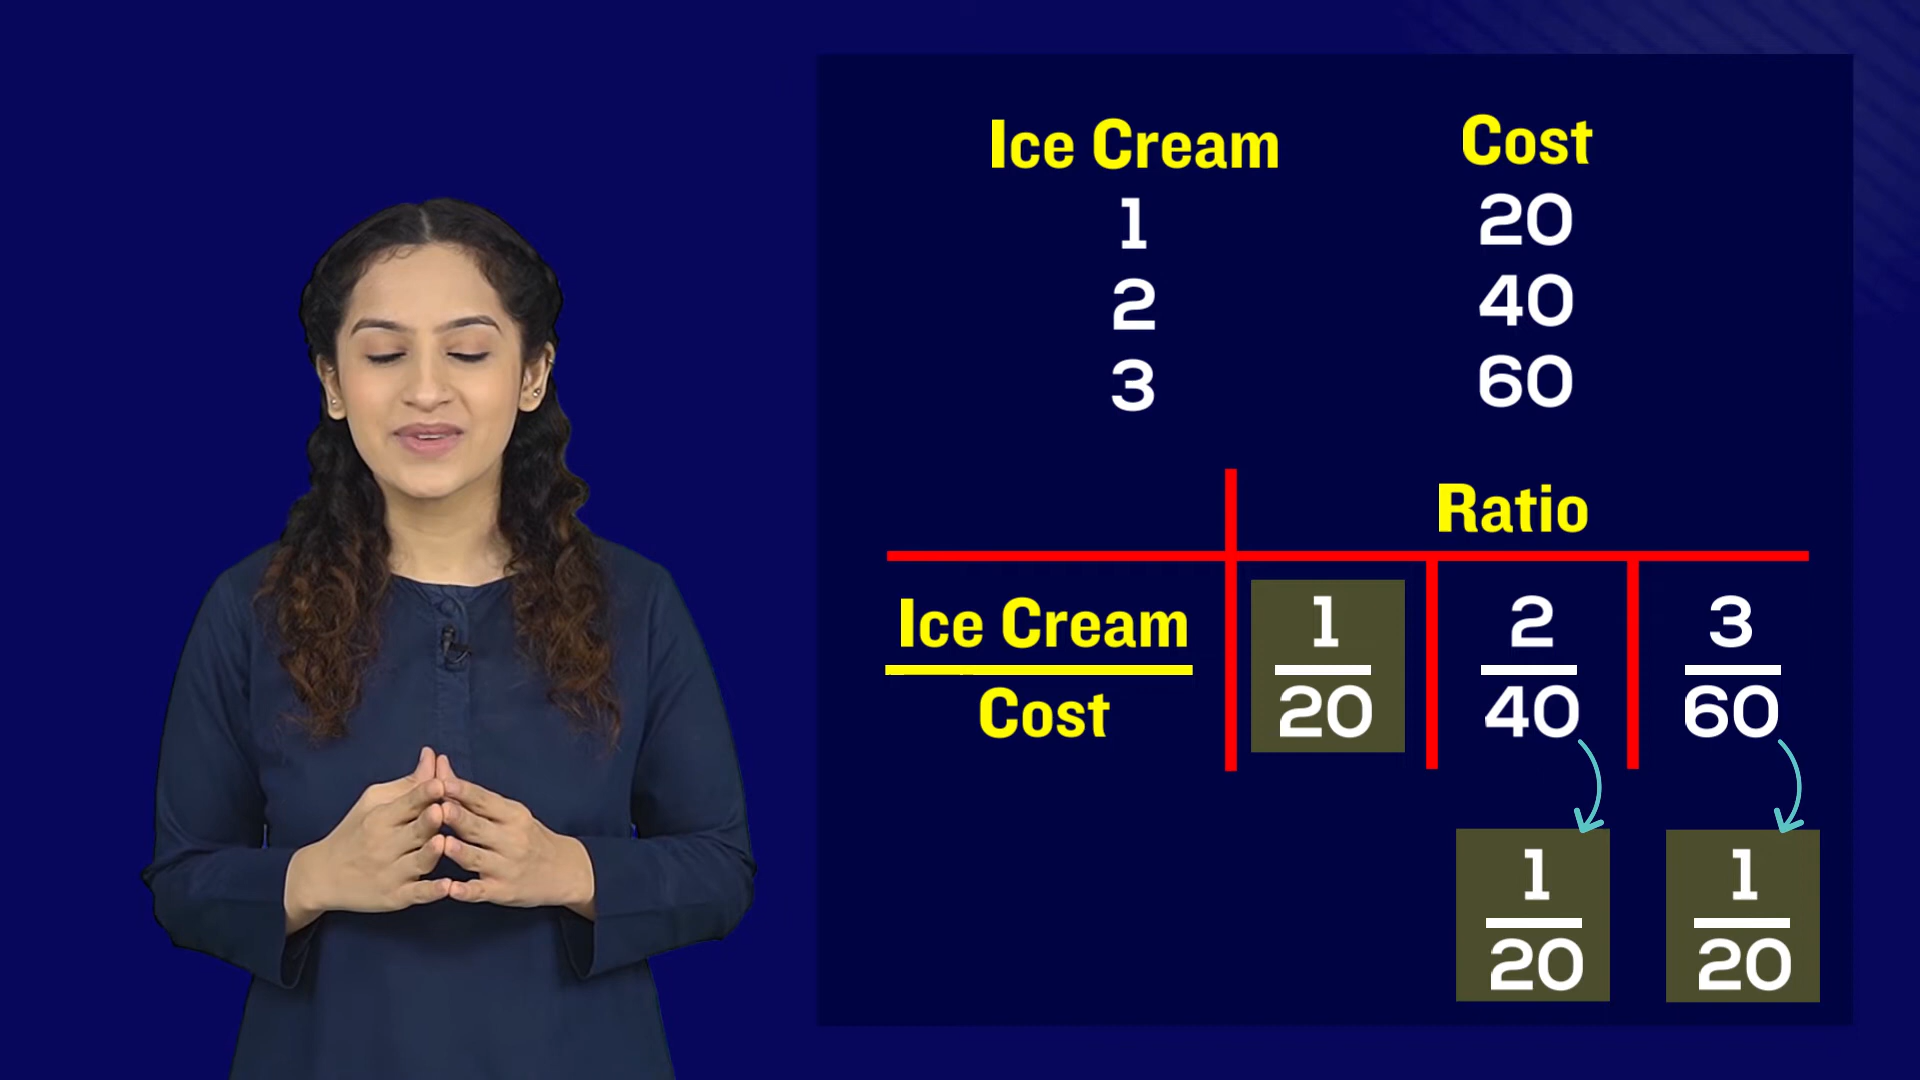 Ice Cream Cost
1 20
2 40
3 60
Ratio
Ice Cream 1 2 3
Cost 20 40 60
1 1
20 20